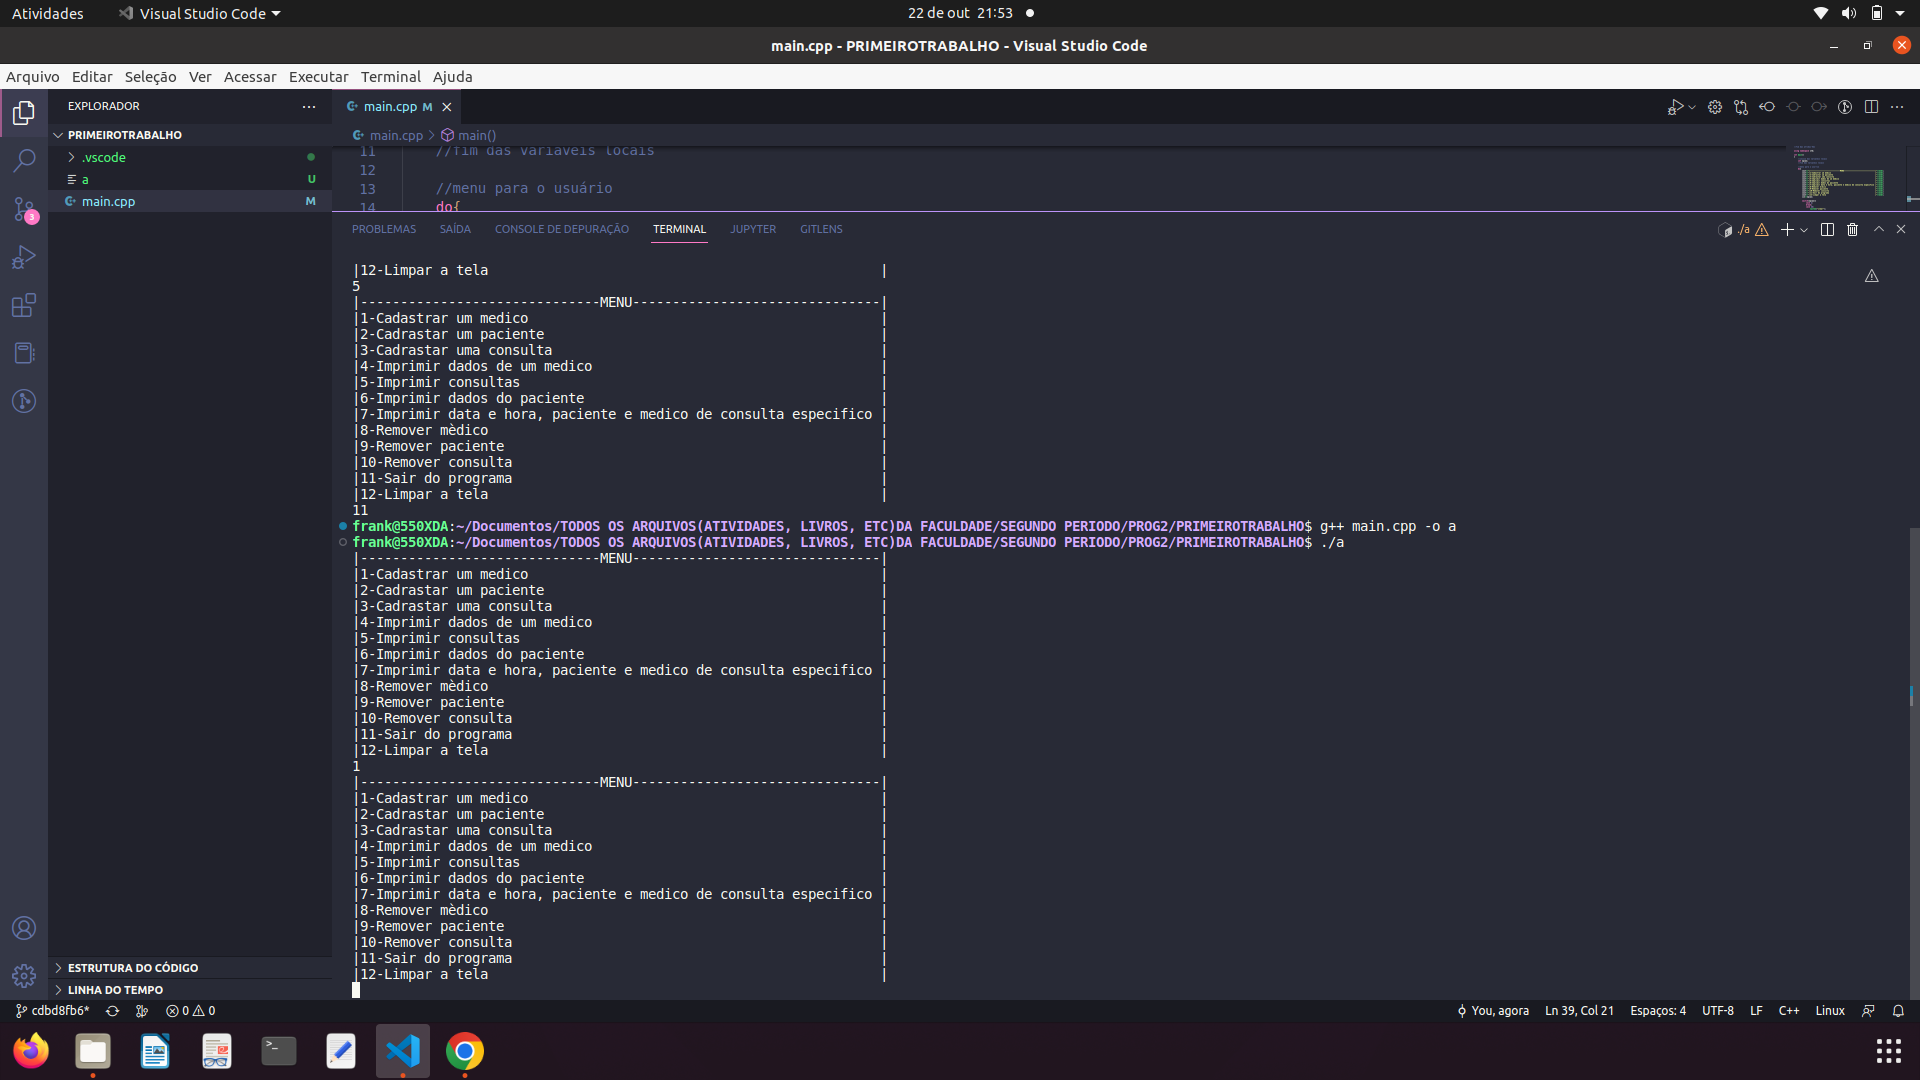 Atividades
Visual Studio Code
22 de out 21:53
main.cpp - PRIMEIROTRABALHO - Visual Studio Code
Arquivo Editar Seleção Ver Acessar Executar Terminal Ajuda
EXPLORADOR
PRIMEIROTRABALHO
.vscode
a U
main.cpp M
3
ESTRUTURA DO CÓDIGO
LINHA DO TEMPO
main.cpp M
main.cpp > main()
11 //fim das variaveis locais
12
13 //menu para o usuário
14 do{
PROBLEMAS SAÍDA CONSOLE DE DEPURAÇÃO TERMINAL JUPYTER GITLENS
./a
|12-Limpar a tela |
5
|------------------------------MENU-------------------------------|
|1-Cadastrar um medico |
|2-Cadrastar um paciente |
|3-Cadrastar uma consulta |
|4-Imprimir dados de um medico |
|5-Imprimir consultas |
|6-Imprimir dados do paciente |
|7-Imprimir data e hora, paciente e medico de consulta especifico |
|8-Remover mèdico |
|9-Remover paciente |
|10-Remover consulta |
|11-Sair do programa |
|12-Limpar a tela |
11
frank@550XDA:~/Documentos/TODOS OS ARQUIVOS(ATIVIDADES, LIVROS, ETC)DA FACULDADE/SEGUNDO PERIODO/PROG2/PRIMEIROTRABALHO$ g++ main.cpp -o a
frank@550XDA:~/Documentos/TODOS OS ARQUIVOS(ATIVIDADES, LIVROS, ETC)DA FACULDADE/SEGUNDO PERIODO/PROG2/PRIMEIROTRABALHO$ ./a
|------------------------------MENU-------------------------------|
|1-Cadastrar um medico |
|2-Cadrastar um paciente |
|3-Cadrastar uma consulta |
|4-Imprimir dados de um medico |
|5-Imprimir consultas |
|6-Imprimir dados do paciente |
|7-Imprimir data e hora, paciente e medico de consulta especifico |
|8-Remover mèdico |
|9-Remover paciente |
|10-Remover consulta |
|11-Sair do programa |
|12-Limpar a tela |
1
|------------------------------MENU-------------------------------|
|1-Cadastrar um medico |
|2-Cadrastar um paciente |
|3-Cadrastar uma consulta |
|4-Imprimir dados de um medico |
|5-Imprimir consultas |
|6-Imprimir dados do paciente |
|7-Imprimir data e hora, paciente e medico de consulta especifico |
|8-Remover mèdico |
|9-Remover paciente |
|10-Remover consulta |
|11-Sair do programa |
|12-Limpar a tela |
cdbd8fb6* 0 0 You, agora Ln 39, Col 21 Espaços: 4 UTF-8 LF C++ Linux